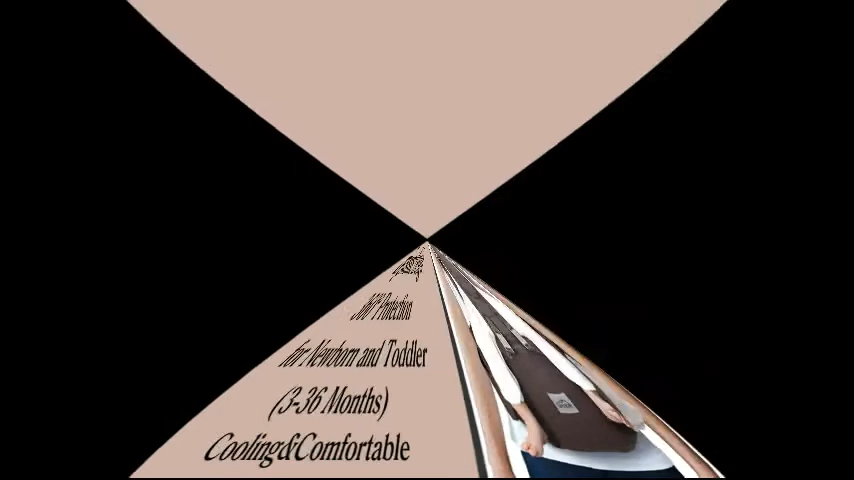 360° Protection
for Newborn and Toddler
(3-36 Months)
Cooling&Comfortable